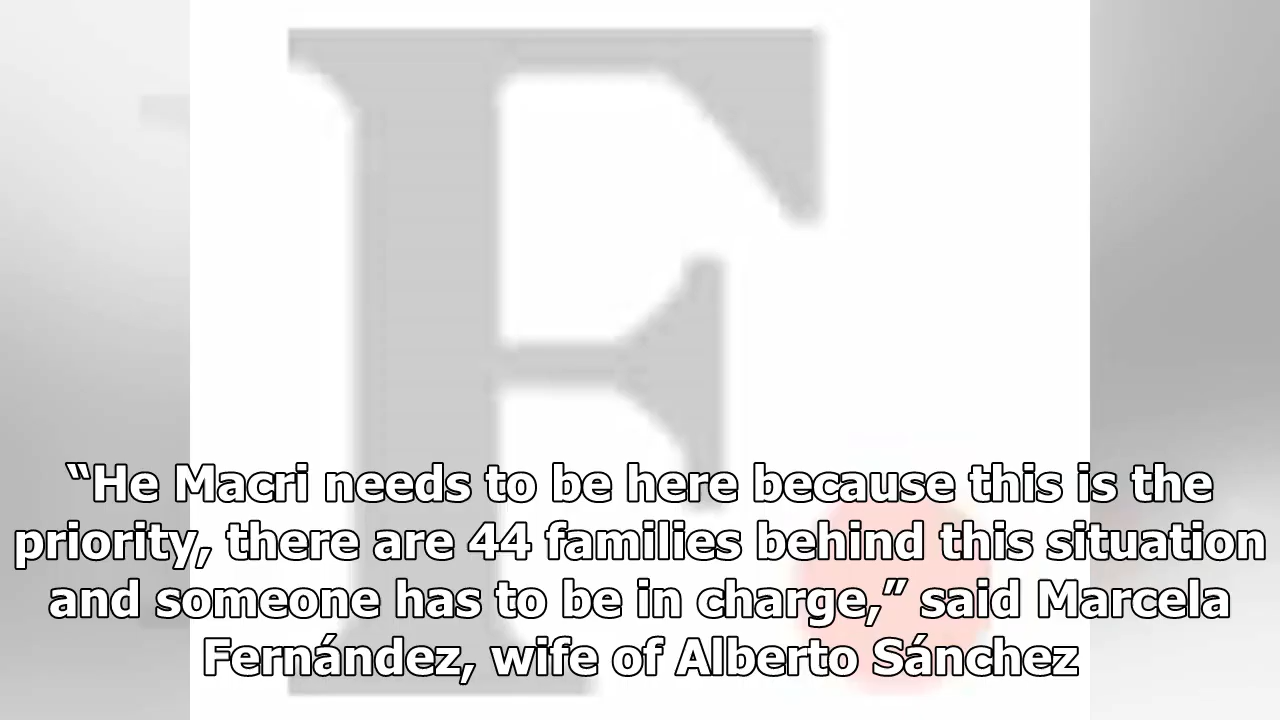 F.
“He Macri needs to be here because this is the
priority, there are 44 families behind this situation
and someone has to be in charge,” said Marcela
Fernández, wife of Alberto Sánchez